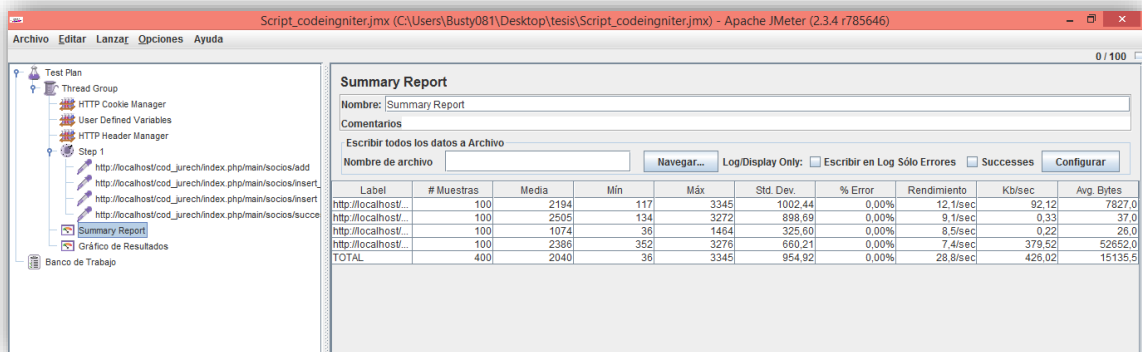 Script_codeingniter.jmx (C:\Users\Busty081\Desktop\tesis\Script_codeingniter.jmx) - Apache JMeter (2.3.4 r785646)
Archivo Editar Lanzar Opciones Ayuda
0 / 100
Test Plan
Thread Group
HTTP Cookie Manager
User Defined Variables
HTTP Header Manager
Step 1
http://localhost/cod_jurech/index.php/main/socios/add
http://localhost/cod_jurech/index.php/main/socios/insert_
http://localhost/cod_jurech/index.php/main/socios/insert
http://localhost/cod_jurech/index.php/main/socios/succe
Summary Report
Gráfico de Resultados
Banco de Trabajo
Summary Report
Nombre: Summary Report
Comentarios
Escribir todos los datos a Archivo
Nombre de archivo Navegar... Log/Display Only: Escribir en Log Sólo Errores Successes Configurar
Label # Muestras Media Mín Máx Std. Dev. % Error Rendimiento Kb/sec Avg. Bytes
http://localhost/... 100 2194 117 3345 1002,44 0,00% 12,1/sec 92,12 7827,0
http://localhost/... 100 2505 134 3272 898,69 0,00% 9,1/sec 0,33 37,0
http://localhost/... 100 1074 36 1464 325,60 0,00% 8,5/sec 0,22 26,0
http://localhost/... 100 2386 352 3276 660,21 0,00% 7,4/sec 379,52 52652,0
TOTAL 400 2040 36 3345 954,92 0,00% 28,8/sec 426,02 15135,5